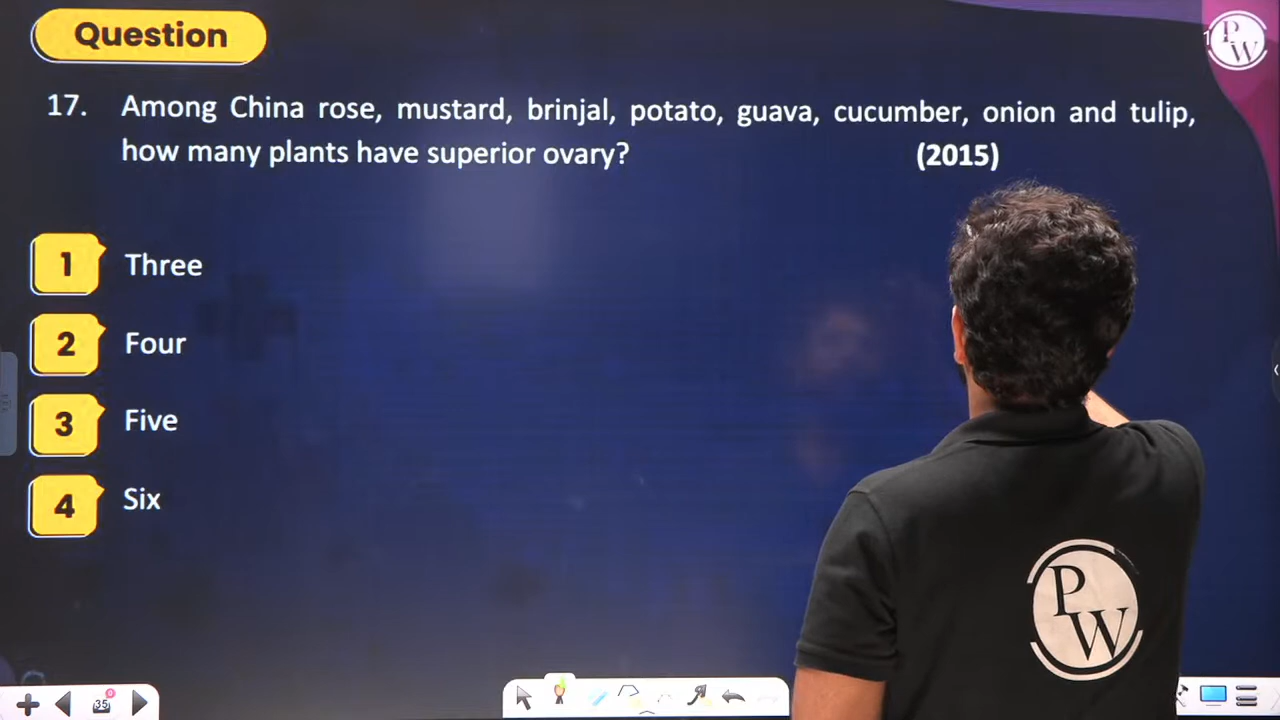 Question
17. Among China rose, mustard, brinjal, potato, guava, cucumber, onion and tulip,
how many plants have superior ovary? (2015)
1 Three
2 Four
3 Five
4 Six
PW
PW
35